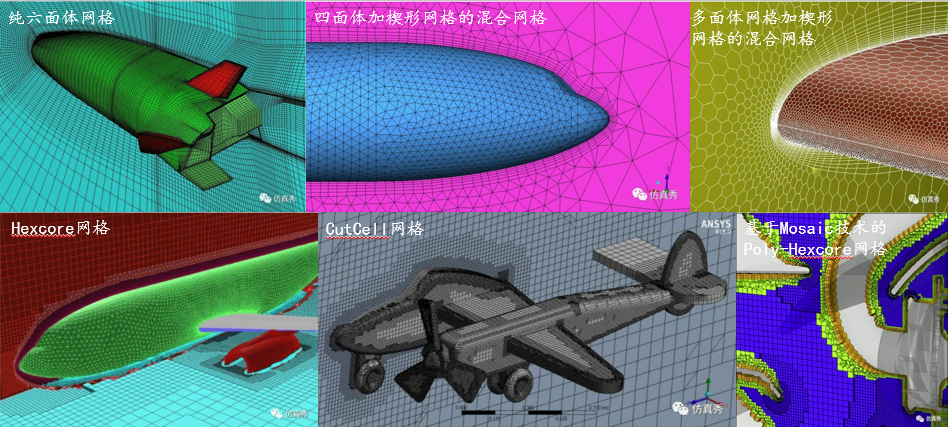 纯六面体网格
四面体加楔形网格的混合网格
多面体网格加楔形
网格的混合网格
仿真秀
仿真秀
仿真秀
Hexcore网格
CutCell网格
ANSYS
基于Mosaic技术的
Poly-Hexcore网格
仿真秀
仿真秀
仿真秀